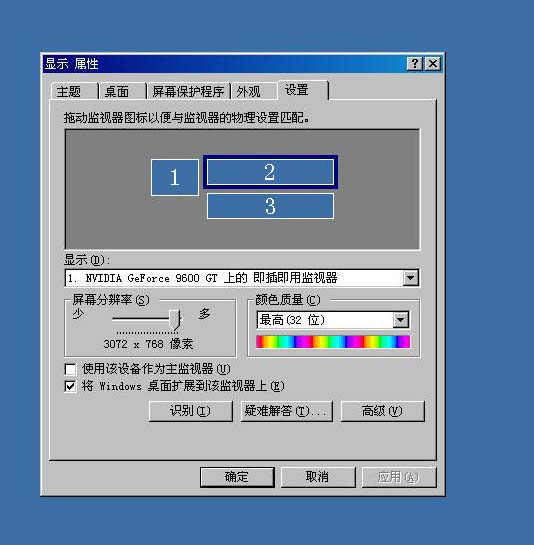 显示 属性
主题 桌面 屏幕保护程序 外观 设置
拖动监视器图标以便与监视器的物理设置匹配。
1 2
3
显示(D):
1. NVIDIA GeForce 9600 GT 上的 即插即用监视器
屏幕分辨率(S) 颜色质量(C)
少 多
最高(32 位)
3072 x 768 像素
使用该设备作为主监视器(U)
将 Windows 桌面扩展到该监视器上(E)
识别(I) 疑难解答(T)... 高级(V)
确定 取消 应用(A)